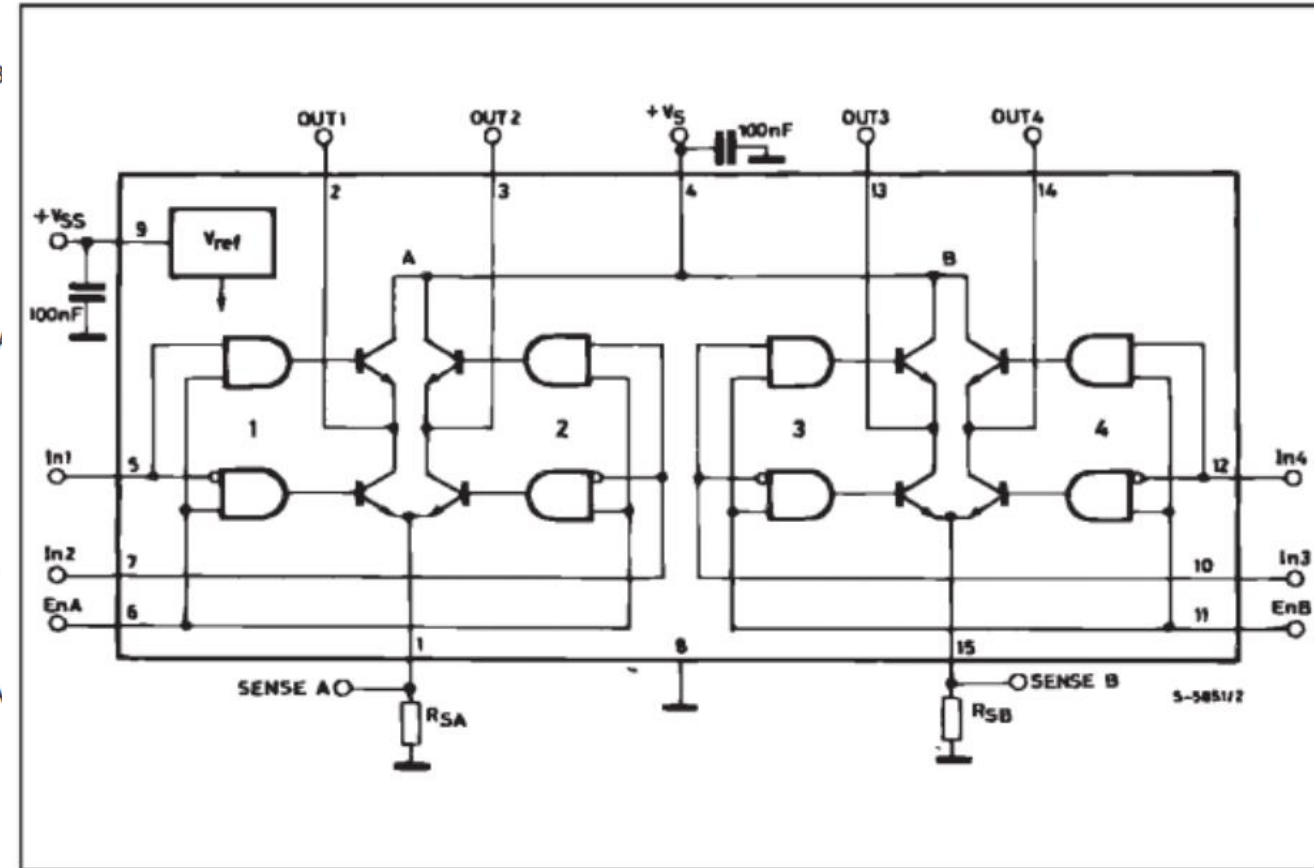 OUT1 OUT2 +VS 100nF OUT3 OUT4
2 3 4 13 14
+VSS 9 Vref
A B
100nF
1 2 3 4
In1 5 12 In4
In2 7 10 In3
EnA 6 11 EnB
1 8 15
SENSE A SENSE B
S-5851/2
RSA RSB